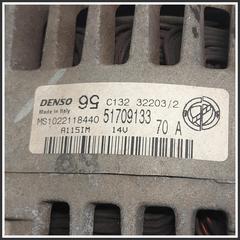 DENSO 95 C132 32203/2
Made in Italy
MS1022118440 51709133
A115IM 14V 70 A